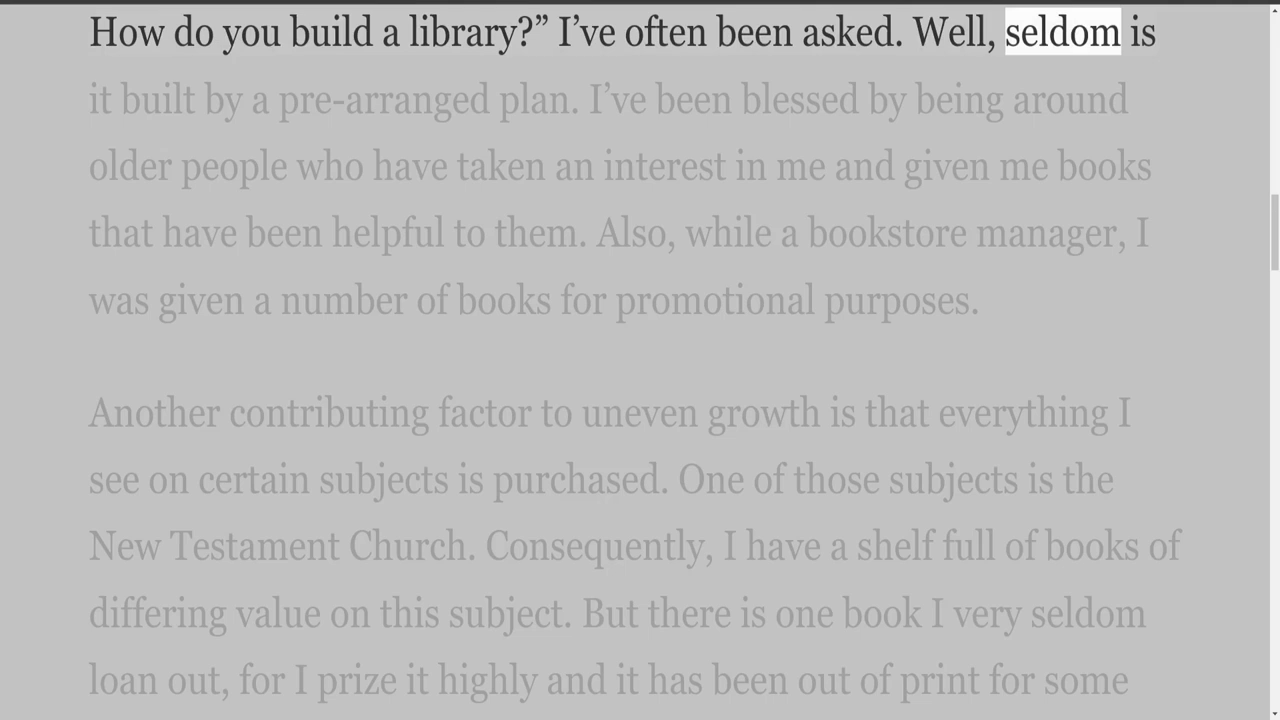 How do you build a library?” I’ve often been asked. Well, seldom is
it built by a pre-arranged plan. I’ve been blessed by being around
older people who have taken an interest in me and given me books
that have been helpful to them. Also, while a bookstore manager, I
was given a number of books for promotional purposes.
Another contributing factor to uneven growth is that everything I
see on certain subjects is purchased. One of those subjects is the
New Testament Church. Consequently, I have a shelf full of books of
differing value on this subject. But there is one book I very seldom
loan out, for I prize it highly and it has been out of print for some